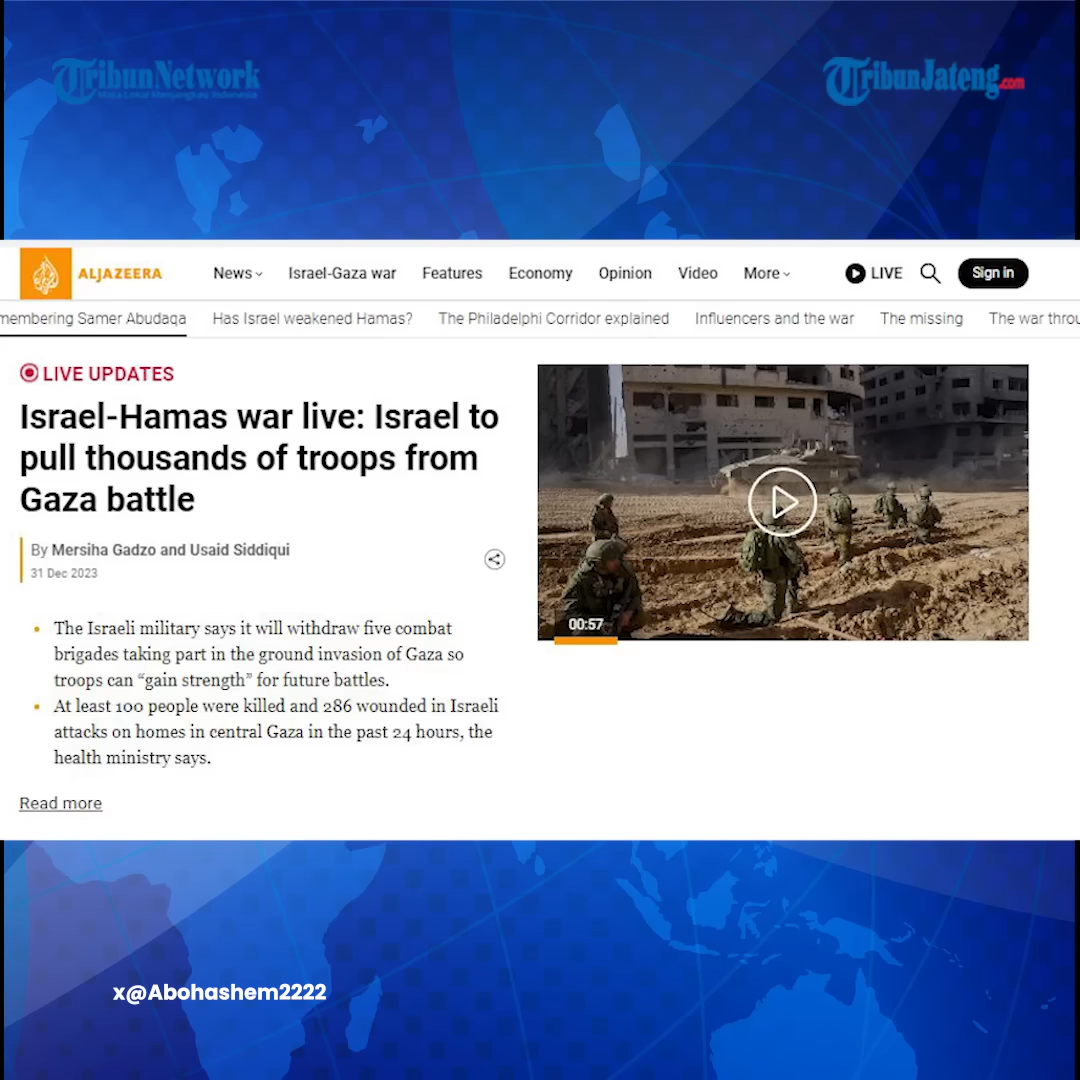 TribunNetwork
Mata Lokal Menjangkau Indonesia
TribunJateng.com
ALJAZEERA
News
Israel-Gaza war
Features
Economy
Opinion
Video
More
LIVE
Sign in
membering Samer Abudaqa
Has Israel weakened Hamas?
The Philadelphi Corridor explained
Influencers and the war
The missing
The war throu
LIVE UPDATES
Israel-Hamas war live: Israel to
pull thousands of troops from
Gaza battle
By Mersiha Gadzo and Usaid Siddiqui
31 Dec 2023
00:57
• The Israeli military says it will withdraw five combat
brigades taking part in the ground invasion of Gaza so
troops can “gain strength” for future battles.
• At least 100 people were killed and 286 wounded in Israeli
attacks on homes in central Gaza in the past 24 hours, the
health ministry says.
Read more
x@Abohashem2222